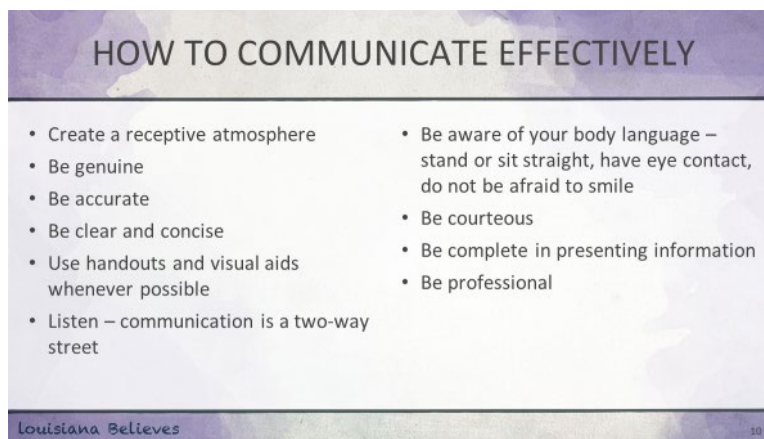 HOW TO COMMUNICATE EFFECTIVELY
• Create a receptive atmosphere
• Be genuine
• Be accurate
• Be clear and concise
• Use handouts and visual aids
whenever possible
• Listen – communication is a two-way
street
• Be aware of your body language –
stand or sit straight, have eye contact,
do not be afraid to smile
• Be courteous
• Be complete in presenting information
• Be professional
Louisiana Believes
10